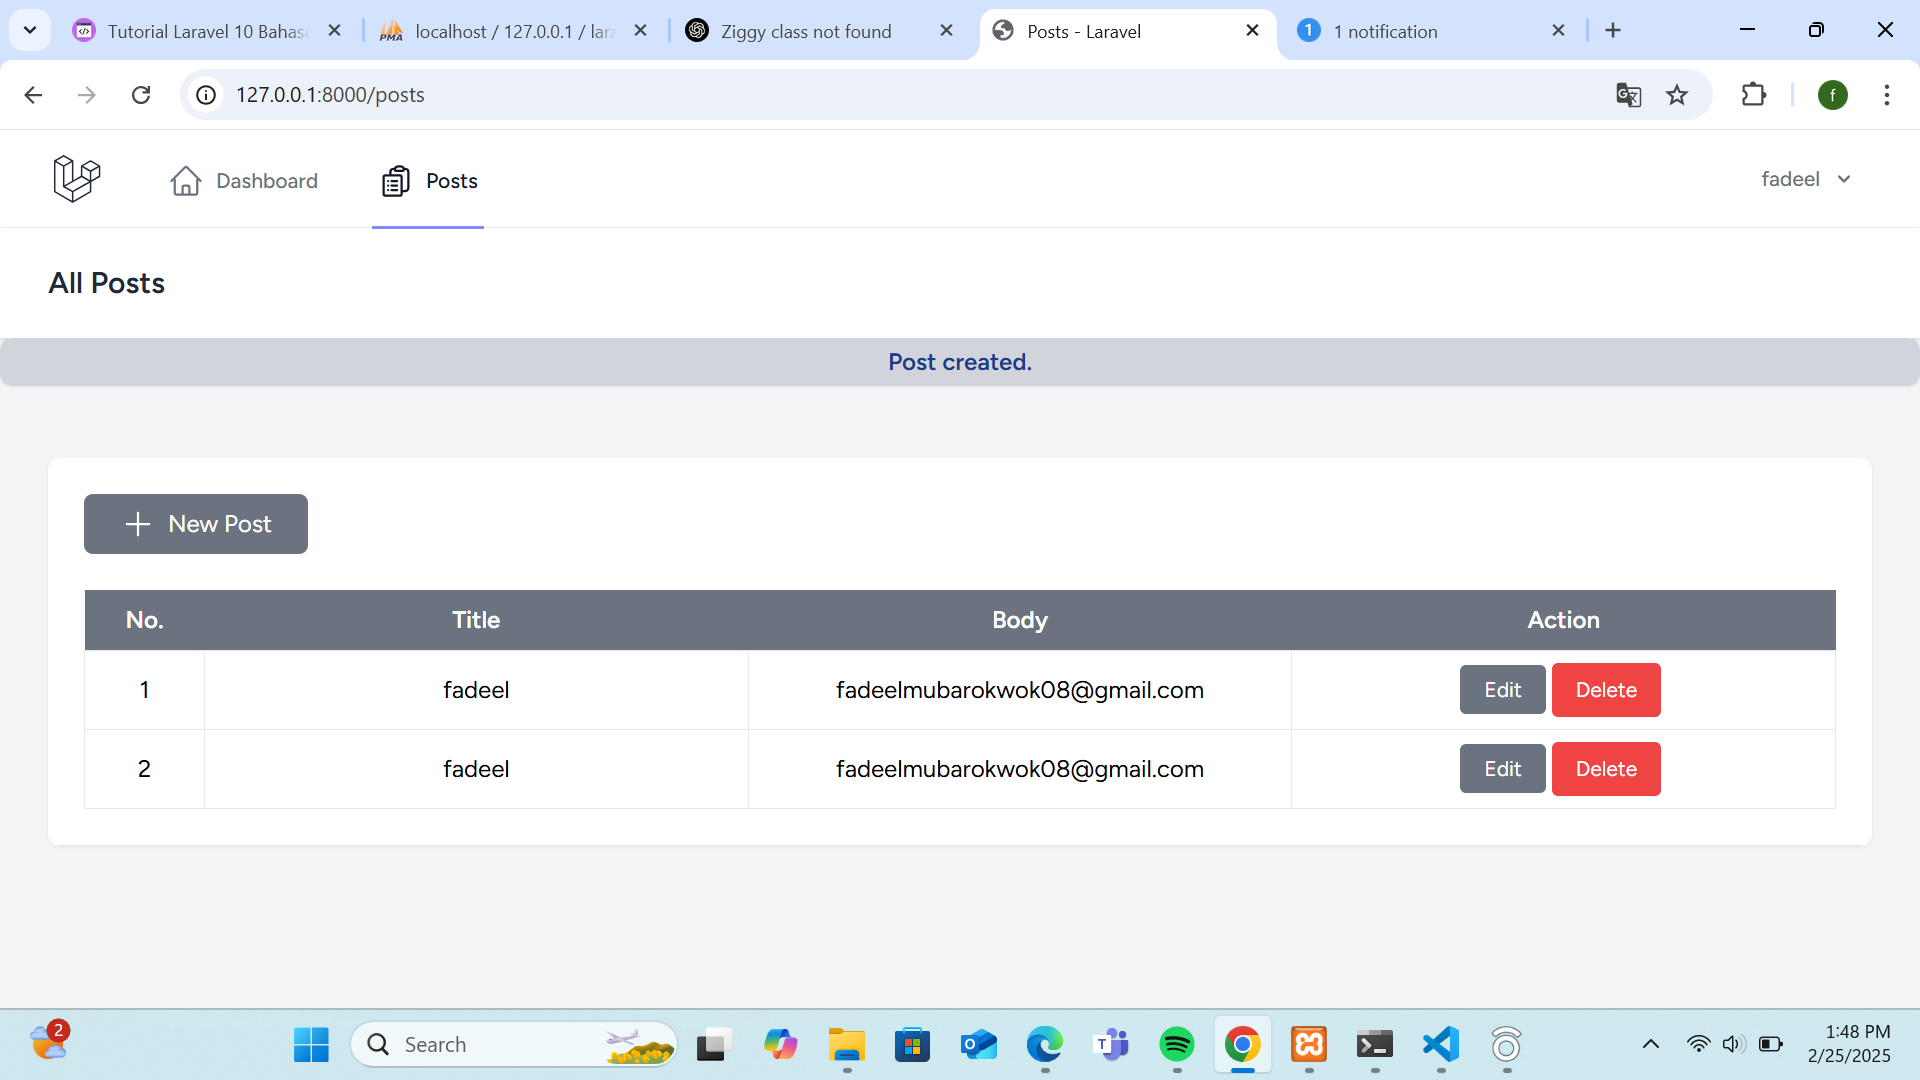 Tutorial Laravel 10 Bahasa
localhost / 127.0.0.1 / lara
Ziggy class not found
Posts - Laravel
1
1 notification
127.0.0.1:8000/posts
f
Dashboard
Posts
fadeel
All Posts
Post created.
New Post
No. Title Body Action
1 fadeel fadeelmubarokwok08@gmail.com Edit Delete
2 fadeel fadeelmubarokwok08@gmail.com Edit Delete
2
Search
1:48 PM
2/25/2025